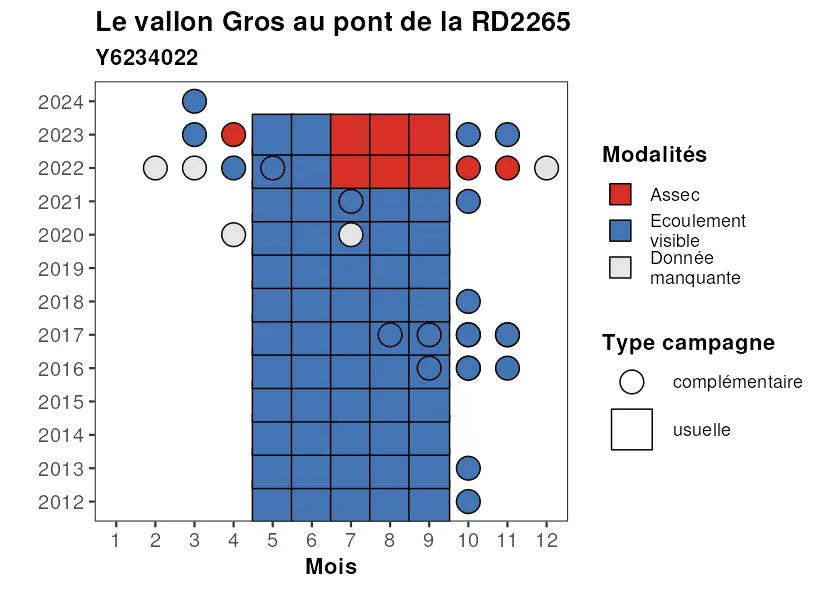 Le vallon Gros au pont de la RD2265
Y6234022
2024
2023
2022
2021
2020
2019
2018
2017
2016
2015
2014
2013
2012
1 2 3 4 5 6 7 8 9 10 11 12
Mois
Modalités
Assec
Ecoulement
visible
Donnée
manquante
Type campagne
complémentaire
usuelle